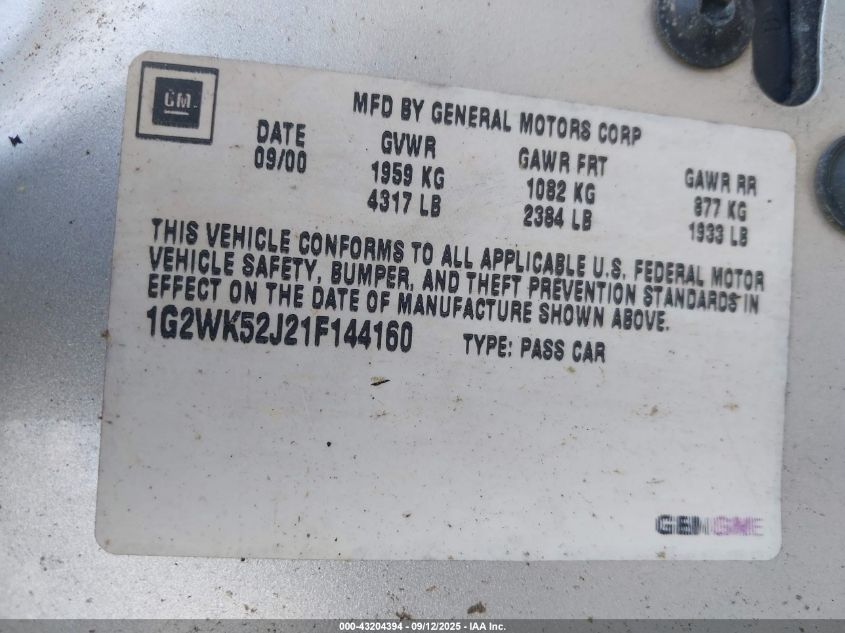 GM
MFD BY GENERAL MOTORS CORP
DATE GVWR GAWR FRT GAWR RR
09/00 1959 KG 1082 KG 877 KG
4317 LB 2384 LB 1933 LB
THIS VEHICLE CONFORMS TO ALL APPLICABLE U.S. FEDERAL MOTOR
VEHICLE SAFETY, BUMPER, AND THEFT PREVENTION STANDARDS IN
EFFECT ON THE DATE OF MANUFACTURE SHOWN ABOVE.
1G2WK52J21F144160 TYPE: PASS CAR
000-43204394 - 09/12/2025 - IAA Inc.